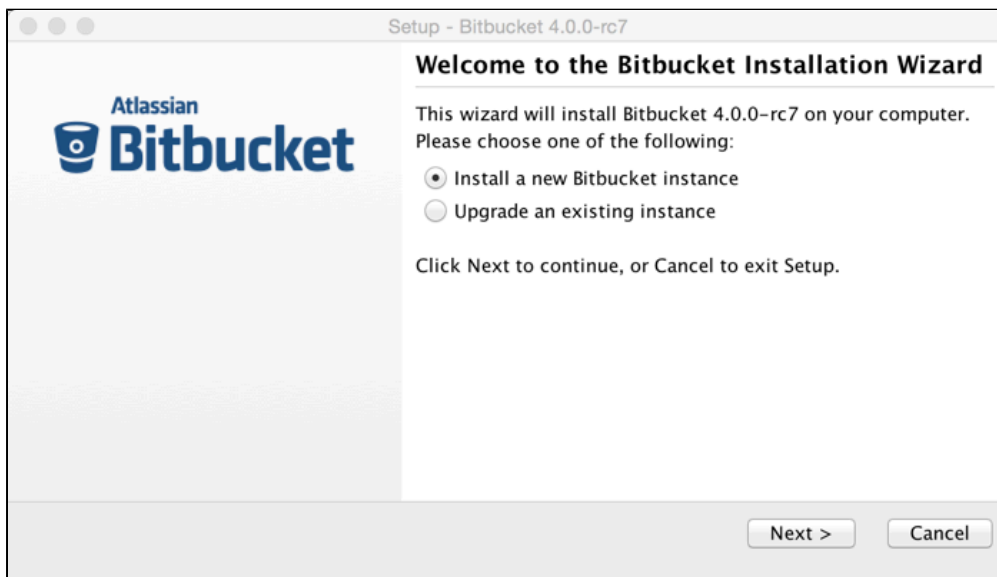 Setup - Bitbucket 4.0.0-rc7
Welcome to the Bitbucket Installation Wizard
Atlassian
Bitbucket
This wizard will install Bitbucket 4.0.0-rc7 on your computer.
Please choose one of the following:
Install a new Bitbucket instance
Upgrade an existing instance
Click Next to continue, or Cancel to exit Setup.
Next >
Cancel